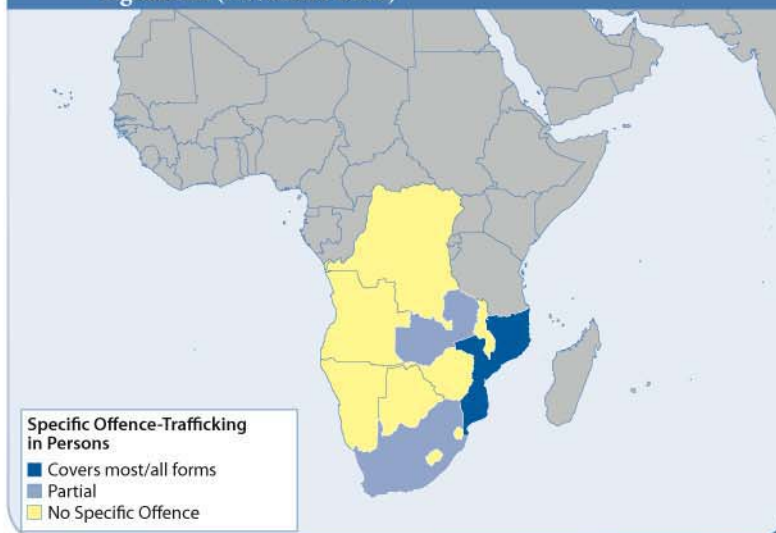 Specific Offence-Trafficking
in Persons
Covers most/all forms
Partial
No Specific Offence